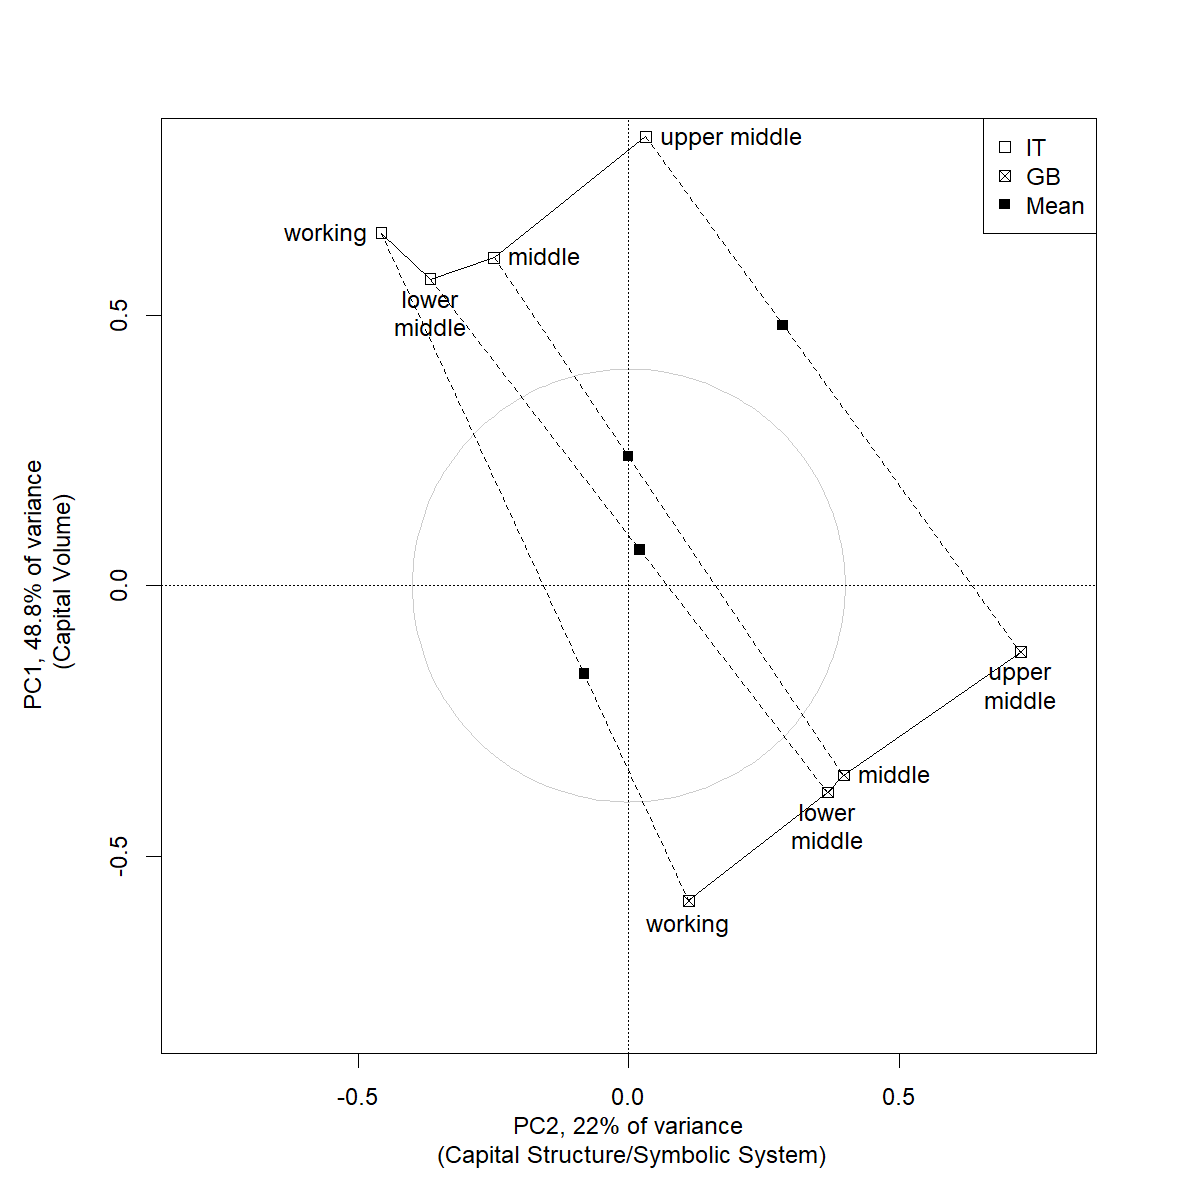 upper middle
IT
GB
Mean
working
middle
lower
middle
0.5
0.0
-0.5
PC1, 48.8% of variance
(Capital Volume)
upper
middle
middle
lower
middle
working
-0.5
0.0
0.5
PC2, 22% of variance
(Capital Structure/Symbolic System)